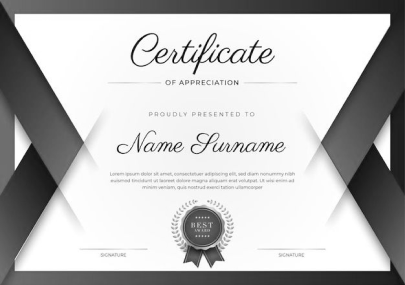 Certificate
OF APPRECIATION
PROUDLY PRESENTED TO
Name Surname
Lorem ipsum dolor sit amet, consectetuer adipiscing elit, sed diam nonummy nibh
euismod tincidunt ut laoreet dolore magna aliquam erat volutpat. Ut wisi enim ad
minim veniam, quis nostrud exerci tation ullamcorper
BEST
AWARD
SIGNATURE SIGNATURE